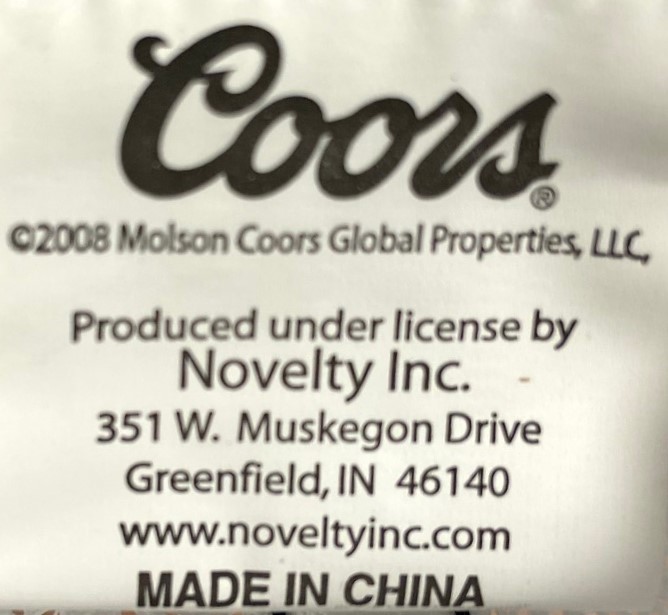 Coors®
©2008 Molson Coors Global Properties, LLC,
Produced under license by
Novelty Inc.
351 W. Muskegon Drive
Greenfield, IN 46140
www.noveltyinc.com
MADE IN CHINA